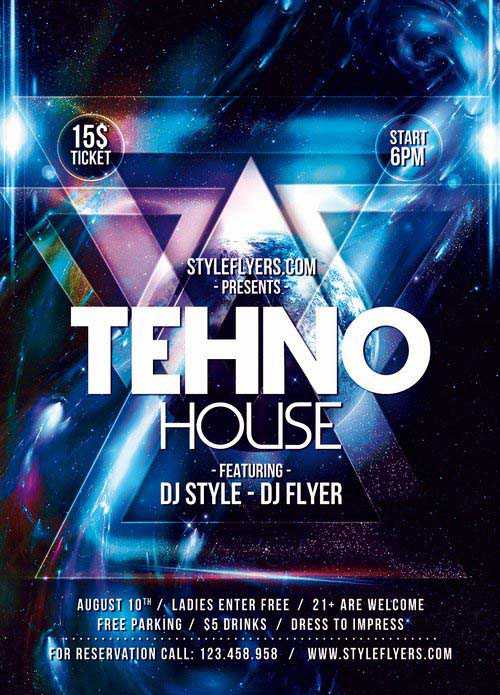 15$
TICKET
START
6PM
STYLEFLYERS.COM
- PRESENTS -
TEHNO
HOUSE
- FEATURING -
DJ STYLE - DJ FLYER
AUGUST 10TH / LADIES ENTER FREE / 21+ ARE WELCOME
FREE PARKING / $5 DRINKS / DRESS TO IMPRESS*
FOR RESERVATION CALL: 123.458.958 / WWW.STYLEFLYERS.COM